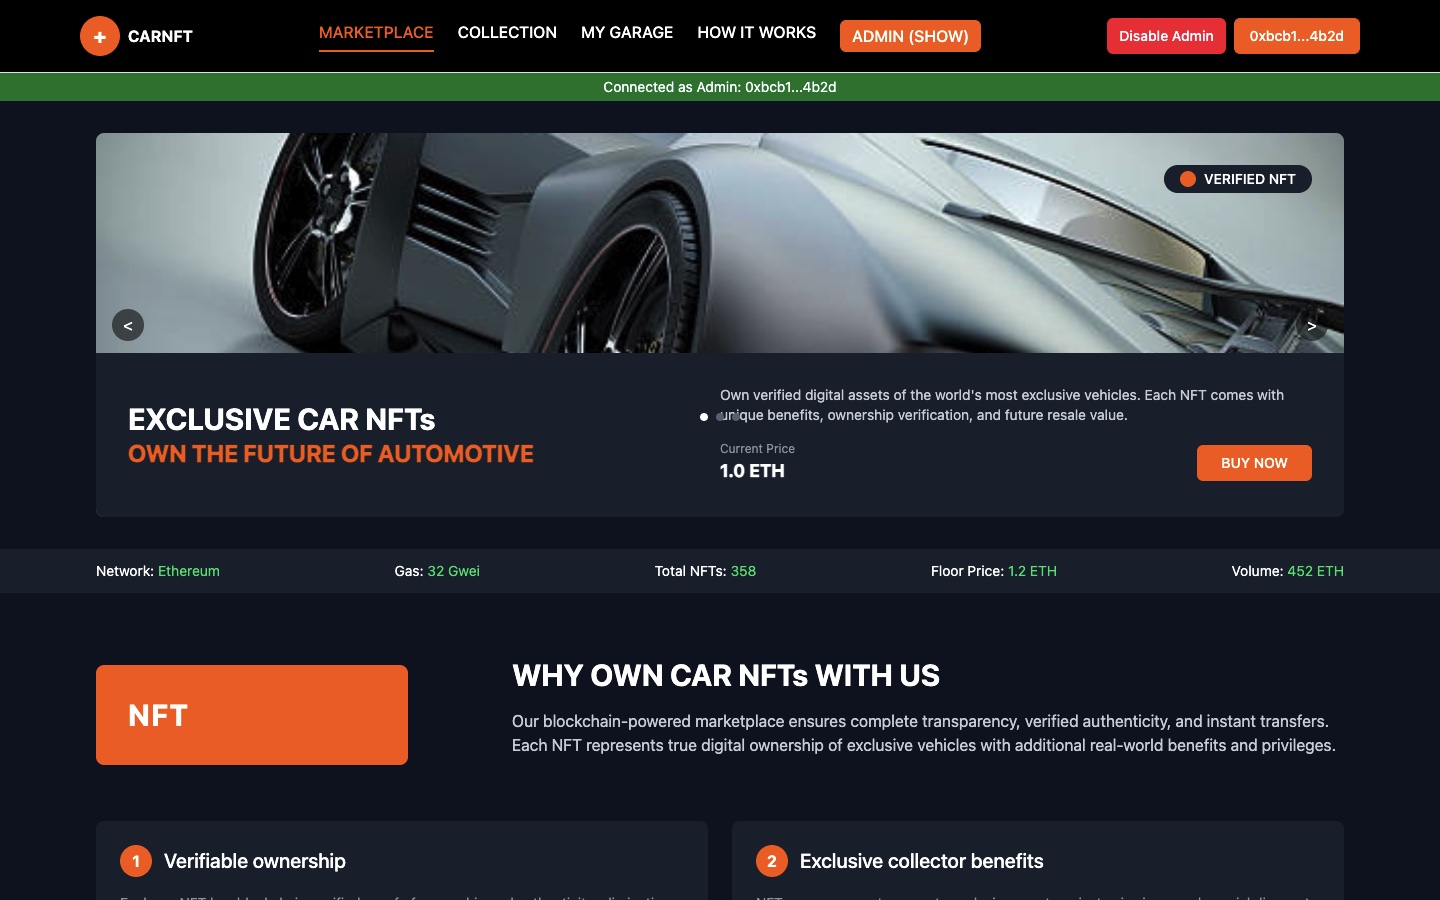 CARNFT
MARKETPLACE
COLLECTION
MY GARAGE
HOW IT WORKS
ADMIN (SHOW)
Disable Admin
0xbcb1...4b2d
Connected as Admin: 0xbcb1...4b2d
VERIFIED NFT
<
>
EXCLUSIVE CAR NFTs
OWN THE FUTURE OF AUTOMOTIVE
Own verified digital assets of the world's most exclusive vehicles. Each NFT comes with
unique benefits, ownership verification, and future resale value.
Current Price
1.0 ETH
BUY NOW
Network: Ethereum
Gas: 32 Gwei
Total NFTs: 358
Floor Price: 1.2 ETH
Volume: 452 ETH
NFT
WHY OWN CAR NFTs WITH US
Our blockchain-powered marketplace ensures complete transparency, verified authenticity, and instant transfers.
Each NFT represents true digital ownership of exclusive vehicles with additional real-world benefits and privileges.
1 Verifiable ownership
2 Exclusive collector benefits